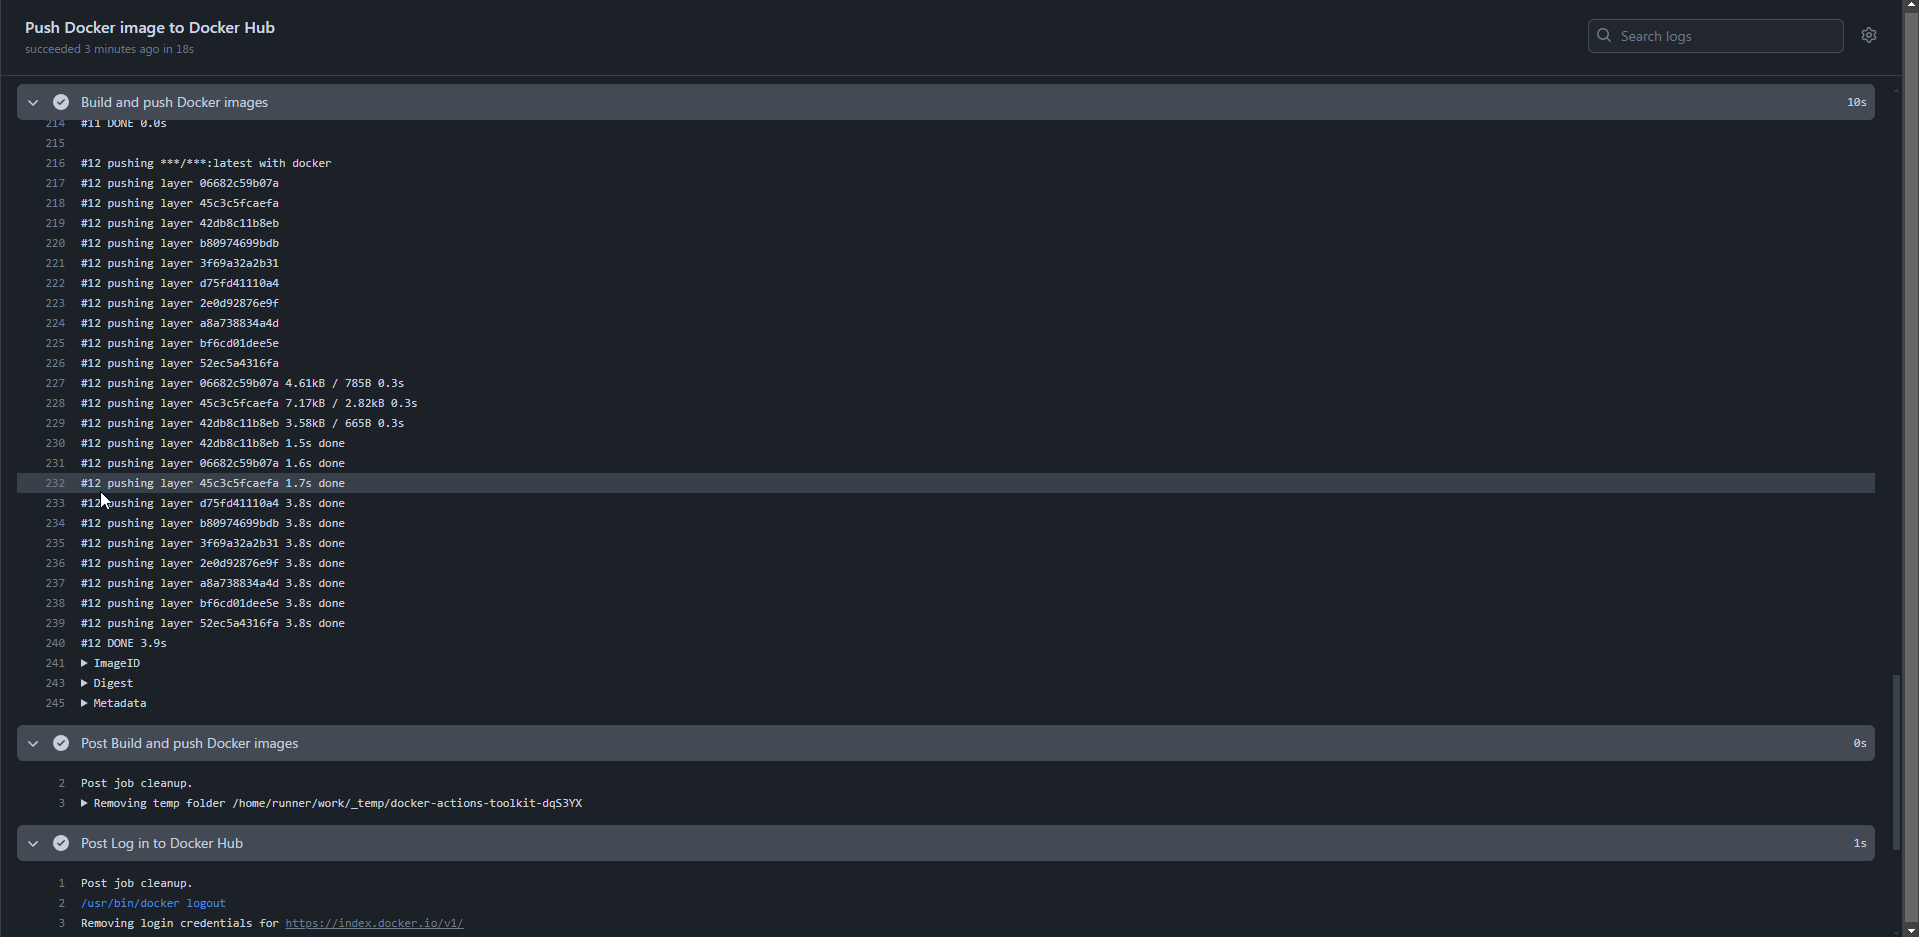 Push Docker image to Docker Hub
succeeded 3 minutes ago in 18s
Search logs
Build and push Docker images 10s
214 #11 DONE 0.0s
215
216 #12 pushing ***/***:latest with docker
217 #12 pushing layer 06682c59b07a
218 #12 pushing layer 45c3c5fcaefa
219 #12 pushing layer 42db8c11b8eb
220 #12 pushing layer b80974699bdb
221 #12 pushing layer 3f69a32a2b31
222 #12 pushing layer d75fd41110a4
223 #12 pushing layer 2e0d92876e9f
224 #12 pushing layer a8a738834a4d
225 #12 pushing layer bf6cd01dee5e
226 #12 pushing layer 52ec5a4316fa
227 #12 pushing layer 06682c59b07a 4.61kB / 785B 0.3s
228 #12 pushing layer 45c3c5fcaefa 7.17kB / 2.82kB 0.3s
229 #12 pushing layer 42db8c11b8eb 3.58kB / 665B 0.3s
230 #12 pushing layer 42db8c11b8eb 1.5s done
231 #12 pushing layer 06682c59b07a 1.6s done
232 #12 pushing layer 45c3c5fcaefa 1.7s done
233 #12 pushing layer d75fd41110a4 3.8s done
234 #12 pushing layer b80974699bdb 3.8s done
235 #12 pushing layer 3f69a32a2b31 3.8s done
236 #12 pushing layer 2e0d92876e9f 3.8s done
237 #12 pushing layer a8a738834a4d 3.8s done
238 #12 pushing layer bf6cd01dee5e 3.8s done
239 #12 pushing layer 52ec5a4316fa 3.8s done
240 #12 DONE 3.9s
241 ▶ ImageID
243 ▶ Digest
245 ▶ Metadata
Post Build and push Docker images 0s
2 Post job cleanup.
3 ▶ Removing temp folder /home/runner/work/_temp/docker-actions-toolkit-dqS3YX
Post Log in to Docker Hub 1s
1 Post job cleanup.
2 /usr/bin/docker logout
3 Removing login credentials for https://index.docker.io/v1/